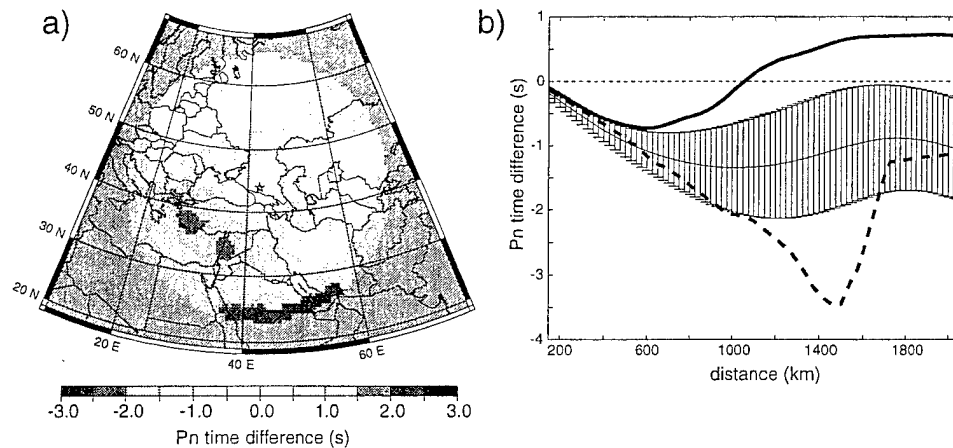 a)
60 N
50 N
40 N
30 N
20 N
20 E
40 E
60 E
-3.0 -2.0 -1.0 0.0 1.0 2.0 3.0
Pn time difference (s)
b)
Pn time difference (s)
1
0
-1
-2
-3
-4
200 600 1000 1400 1800
distance (km)